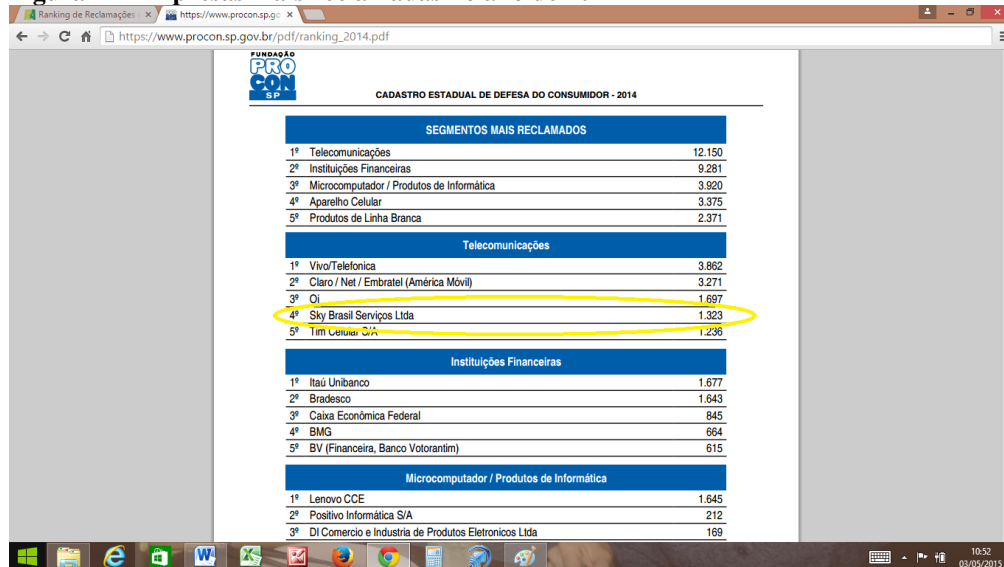 Ranking de Reclamações
https://www.procon.sp.go
https://www.procon.sp.gov.br/pdf/ranking_2014.pdf
FUNDAÇÃO
PRO
CON
SP
CADASTRO ESTADUAL DE DEFESA DO CONSUMIDOR - 2014
SEGMENTOS MAIS RECLAMADOS
1º Telecomunicações 12.150
2º Instituições Financeiras 9.281
3º Microcomputador / Produtos de Informática 3.920
4º Aparelho Celular 3.375
5º Produtos de Linha Branca 2.371
Telecomunicações
1º Vivo/Telefonica 3.862
2º Claro / Net / Embratel (América Móvil) 3.271
3º Oi 1.697
4º Sky Brasil Serviços Ltda 1.323
5º Tim Celular S/A 1.236
Instituições Financeiras
1º Itaú Unibanco 1.677
2º Bradesco 1.643
3º Caixa Econômica Federal 845
4º BMG 664
5º BV (Financeira, Banco Votorantim) 615
Microcomputador / Produtos de Informática
1º Lenovo CCE 1.645
2º Positivo Informática S/A 212
3º DI Comercio e Industria de Produtos Eletronicos Ltda 169
10:52
03/05/2015